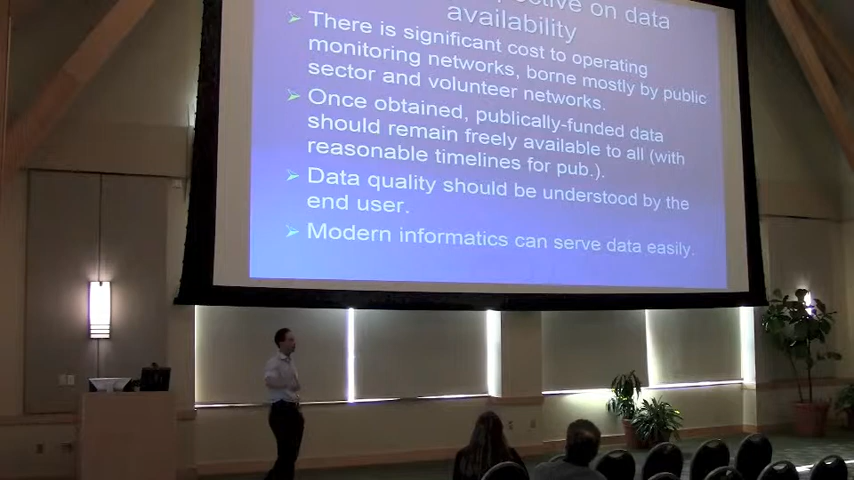 on data
availability
➢ There is significant cost to operating
monitoring networks, borne mostly by public
sector and volunteer networks.
➢ Once obtained, publically-funded data
should remain freely available to all (with
reasonable timelines for pub.).
➢ Data quality should be understood by the
end user.
➢ Modern informatics can serve data easily.